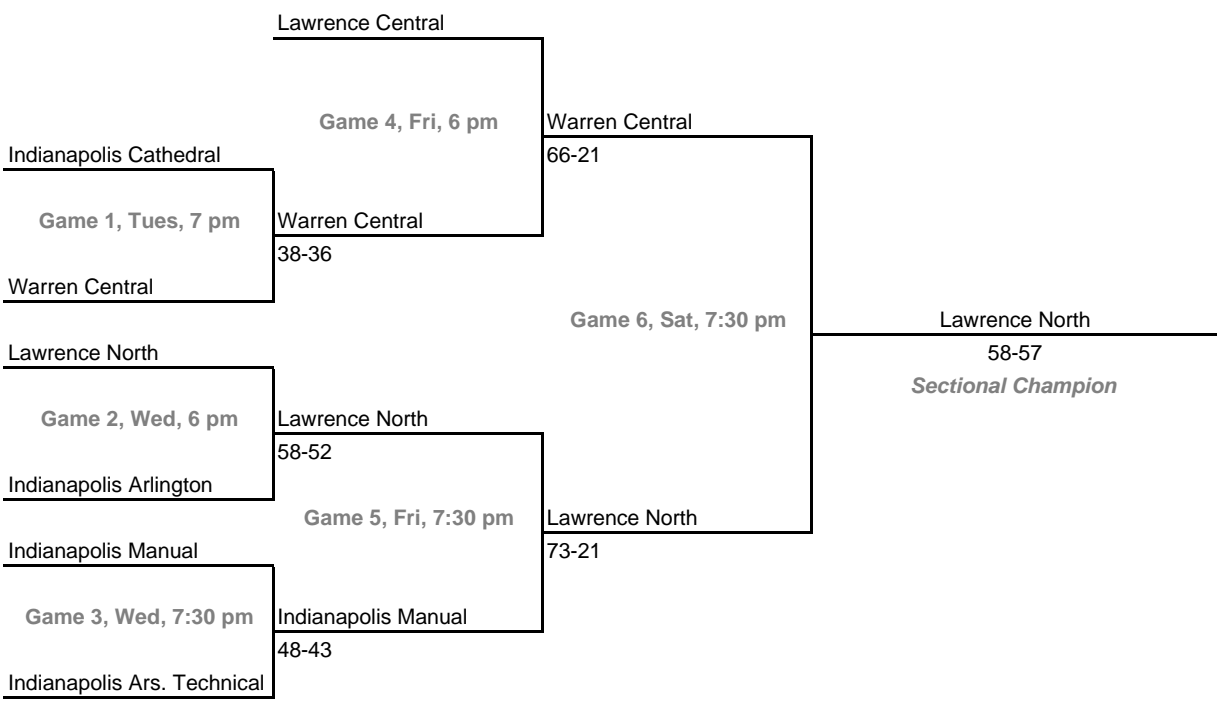 Lawrence Central
Game 4, Fri, 6 pm
Warren Central
66-21
Indianapolis Cathedral
Game 1, Tues, 7 pm
Warren Central
38-36
Warren Central
Game 6, Sat, 7:30 pm
Lawrence North
58-57
Sectional Champion
Lawrence North
Game 2, Wed, 6 pm
Lawrence North
58-52
Indianapolis Arlington
Game 5, Fri, 7:30 pm
Lawrence North
73-21
Indianapolis Manual
Game 3, Wed, 7:30 pm
Indianapolis Manual
48-43
Indianapolis Ars. Technical